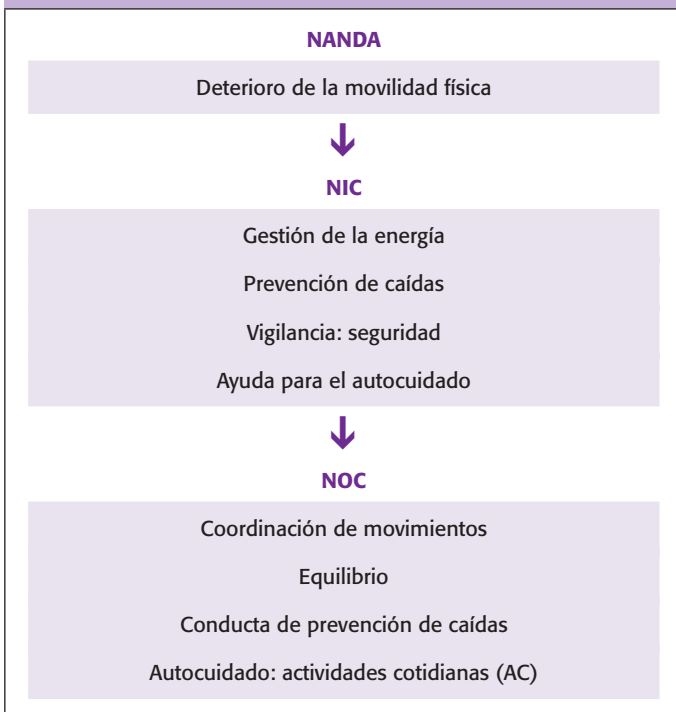 NANDA
Deterioro de la movilidad física
NIC
Gestión de la energía
Prevención de caídas
Vigilancia: seguridad
Ayuda para el autocuidado
NOC
Coordinación de movimientos
Equilibrio
Conducta de prevención de caídas
Autocuidado: actividades cotidianas (AC)